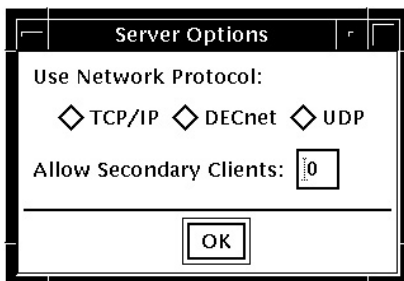 Server Options
Use Network Protocol:
TCP/IP DECnet UDP
Allow Secondary Clients: 0
OK